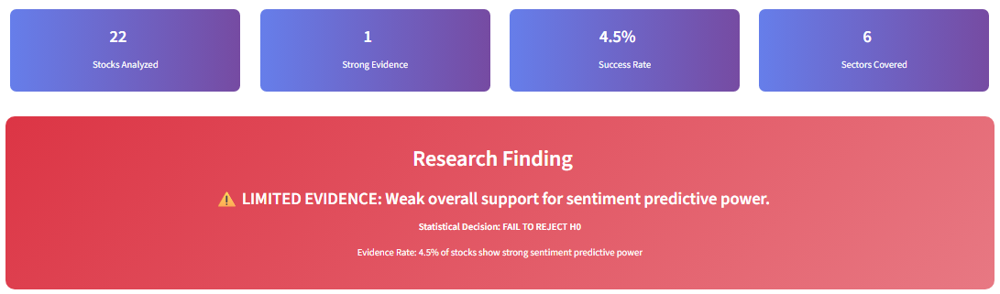 22
Stocks Analyzed
1
Strong Evidence
4.5%
Success Rate
6
Sectors Covered
Research Finding
⚠️ LIMITED EVIDENCE: Weak overall support for sentiment predictive power.
Statistical Decision: FAIL TO REJECT H0
Evidence Rate: 4.5% of stocks show strong sentiment predictive power